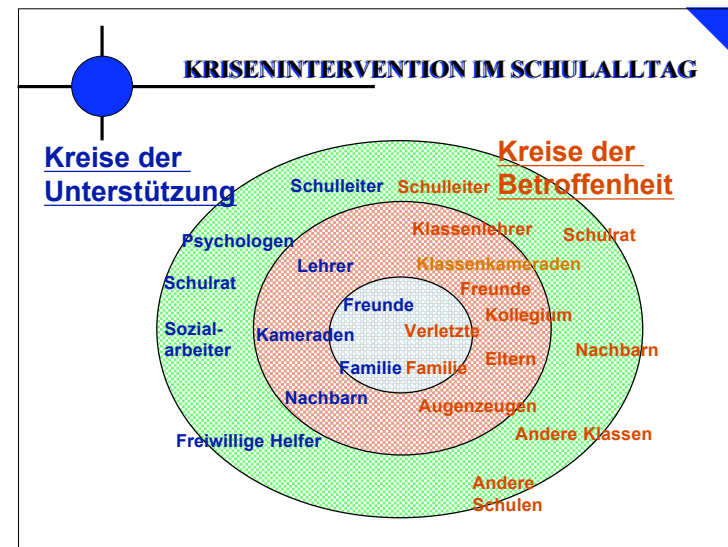 KRISENINTERVENTION IM SCHULALLTAG
Kreise der
Unterstützung
Kreise der
Betroffenheit
Schulleiter
Psychologen
Lehrer
Schulrat
Freunde
Sozial-
arbeiter
Kameraden
Familie
Nachbarn
Freiwillige Helfer
Schulleiter
Klassenlehrer
Schulrat
Klassenkameraden
Freunde
Kollegium
Verletzte
Nachbarn
Eltern
Familie
Augenzeugen
Andere Klassen
Andere
Schulen